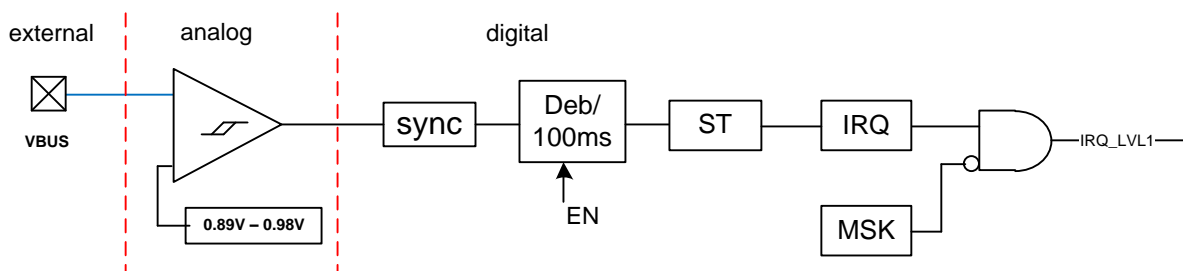 external
analog
digital
VBUS
0.89V – 0.98V
sync
Deb/
100ms
EN
ST
IRQ
MSK
IRQ_LVL1